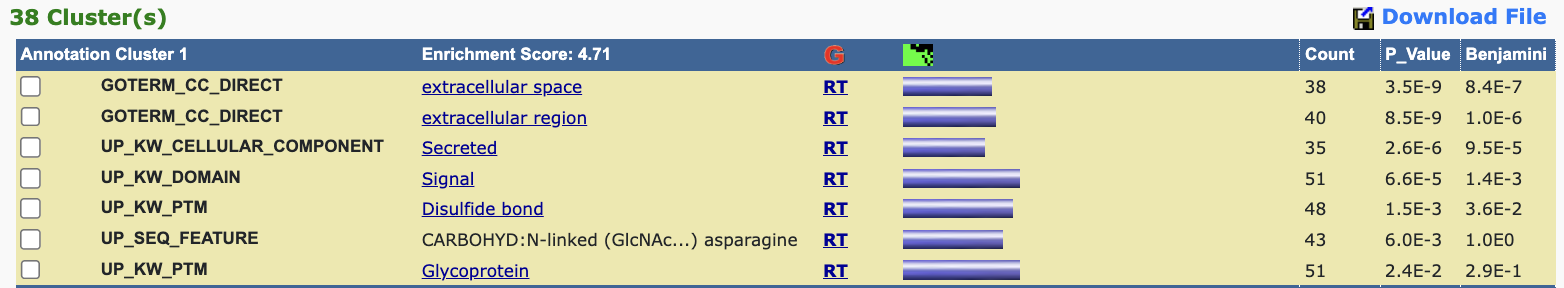 38 Cluster(s) Download File
Annotation Cluster 1 Enrichment Score: 4.71 G Count P_Value Benjamini
GOTERM_CC_DIRECT extracellular space RT 38 3.5E-9 8.4E-7
GOTERM_CC_DIRECT extracellular region RT 40 8.5E-9 1.0E-6
UP_KW_CELLULAR_COMPONENT Secreted RT 35 2.6E-6 9.5E-5
UP_KW_DOMAIN Signal RT 51 6.6E-5 1.4E-3
UP_KW_PTM Disulfide bond RT 48 1.5E-3 3.6E-2
UP_SEQ_FEATURE CARBOHYD:N-linked (GlcNAc...) asparagine RT 43 6.0E-3 1.0E0
UP_KW_PTM Glycoprotein RT 51 2.4E-2 2.9E-1